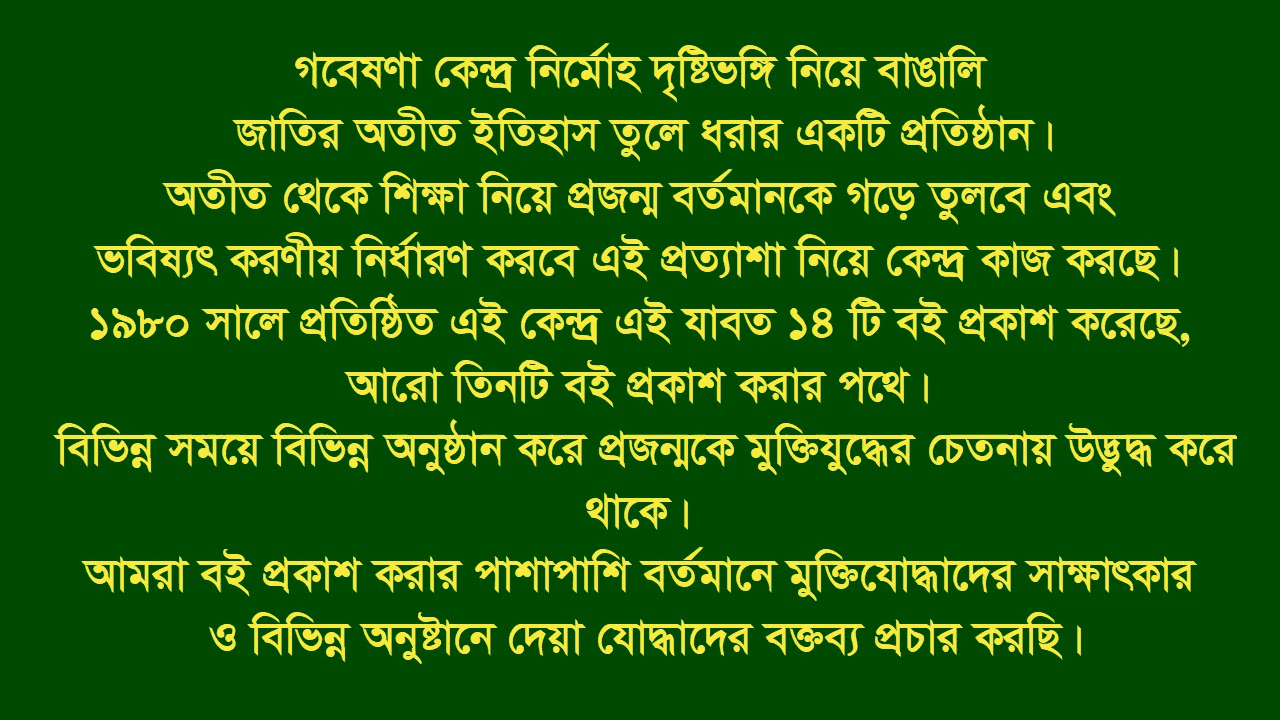 গবেষণা কেন্দ্র নির্মোহ দৃষ্টিভঙ্গি নিয়ে বাঙালি
জাতির অতীত ইতিহাস তুলে ধরার একটি প্রতিষ্ঠান।
অতীত থেকে শিক্ষা নিয়ে প্রজন্ম বর্তমানকে গড়ে তুলবে এবং
ভবিষ্যৎ করণীয় নির্ধারণ করবে এই প্রত্যাশা নিয়ে কেন্দ্র কাজ করছে।
১৯৮০ সালে প্রতিষ্ঠিত এই কেন্দ্র এই যাবত ১৪ টি বই প্রকাশ করেছে,
আরো তিনটি বই প্রকাশ করার পথে।
বিভিন্ন সময়ে বিভিন্ন অনুষ্ঠান করে প্রজন্মকে মুক্তিযুদ্ধের চেতনায় উদ্ভুদ্ধ করে
থাকে।
আমরা বই প্রকাশ করার পাশাপাশি বর্তমানে মুক্তিযোদ্ধাদের সাক্ষাৎকার
ও বিভিন্ন অনুষ্টানে দেয়া যোদ্ধাদের বক্তব্য প্রচার করছি।